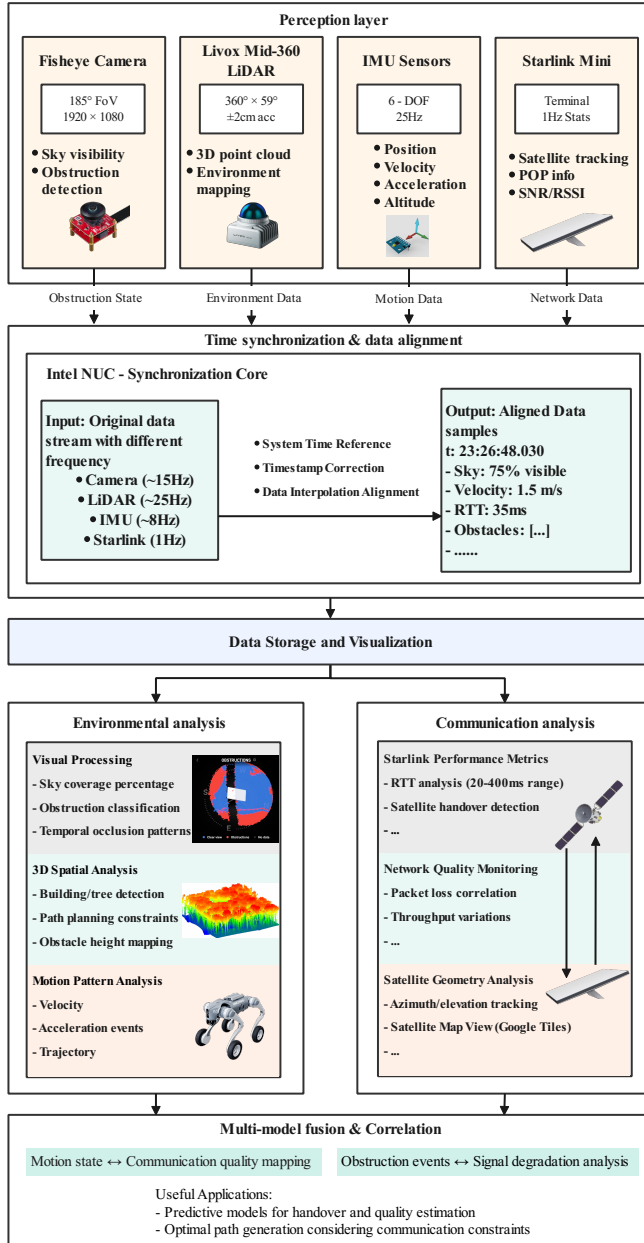 Perception layer
Fisheye Camera
185° FoV
1920 × 1080
• Sky visibility
• Obstruction
detection
Livox Mid-360
LiDAR
360° × 59°
±2cm acc
• 3D point cloud
• Environment
mapping
IMU Sensors
6 - DOF
25Hz
• Position
• Velocity
• Acceleration
• Altitude
Starlink Mini
Terminal
1Hz Stats
• Satellite tracking
• POP info
• SNR/RSSI
Obstruction State
Environment Data
Motion Data
Network Data
Time synchronization & data alignment
Intel NUC - Synchronization Core
Input: Original data
stream with different
frequency
• Camera (~15Hz)
• LiDAR (~25Hz)
• IMU (~8Hz)
• Starlink (1Hz)
• System Time Reference
• Timestamp Correction
• Data Interpolation Alignment
Output: Aligned Data
samples
t: 23:26:48.030
- Sky: 75% visible
- Velocity: 1.5 m/s
- RTT: 35ms
- Obstacles: [...]
- ......
Data Storage and Visualization
Environmental analysis
Visual Processing
- Sky coverage percentage
- Obstruction classification
- Temporal occlusion patterns
OBSTRUCTIONS
S
E
Clear view
Obstructions
No data
3D Spatial Analysis
- Building/tree detection
- Path planning constraints
- Obstacle height mapping
Motion Pattern Analysis
- Velocity
- Acceleration events
- Trajectory
Communication analysis
Starlink Performance Metrics
- RTT analysis (20-400ms range)
- Satellite handover detection
- ...
Network Quality Monitoring
- Packet loss correlation
- Throughput variations
- ...
Satellite Geometry Analysis
- Azimuth/elevation tracking
- Satellite Map View (Google Tiles)
- ...
Multi-model fusion & Correlation
Motion state ↔ Communication quality mapping
Obstruction events ↔ Signal degradation analysis
Useful Applications:
- Predictive models for handover and quality estimation
- Optimal path generation considering communication constraints